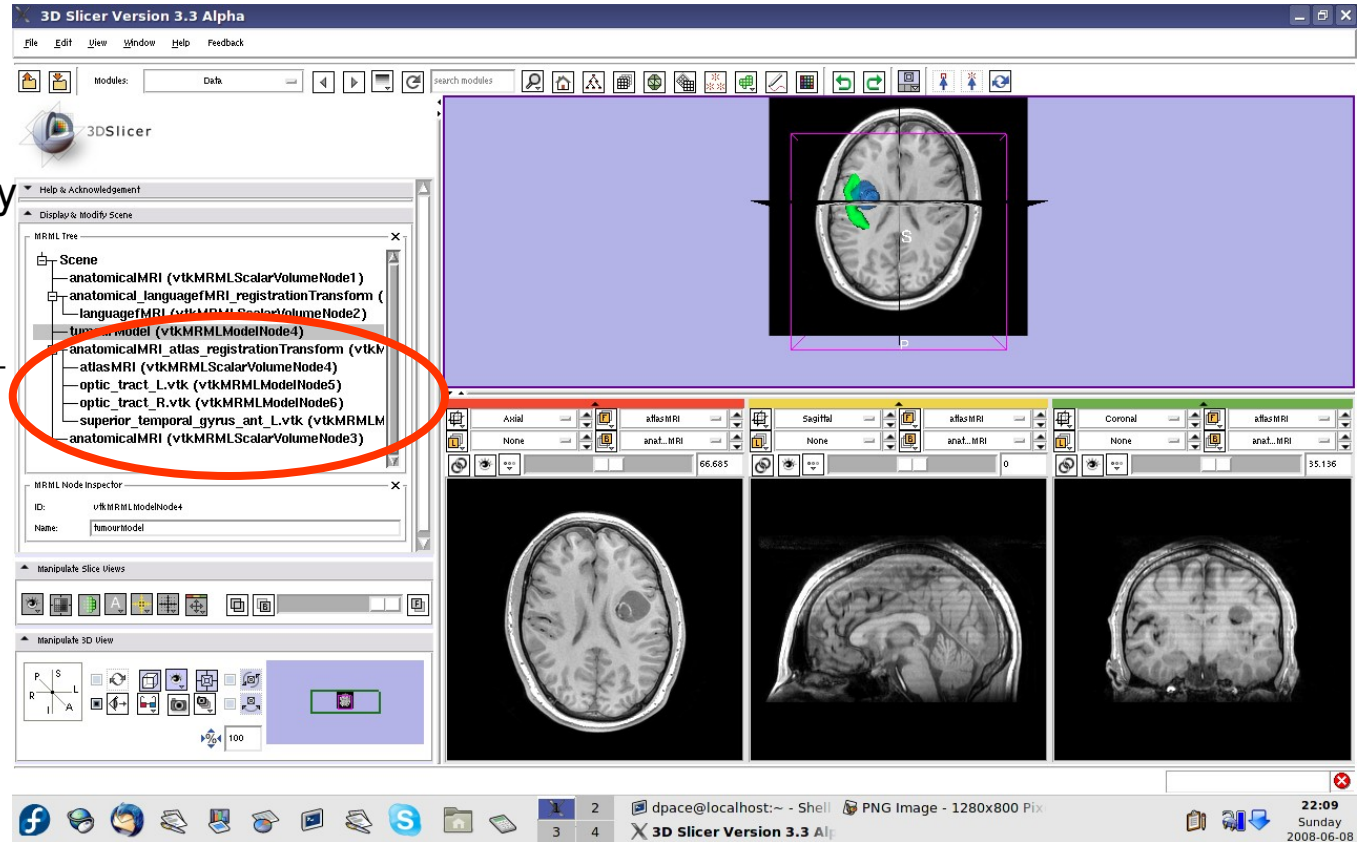 3D Slicer Version 3.3 Alpha
File Edit View Window Help Feedback
Modules: Data search modules
3DSlicer
y
Help & Acknowledgement
Display & Modify Scene
MRML Tree
Scene
anatomicalMRI (vtkMRMLScalarVolumeNode1)
anatomical_languagefMRI_registrationTransform (
languagefMRI (vtkMRMLScalarVolumeNode2)
tumourModel (vtkMRMLModelNode4)
anatomicalMRI_atlas_registrationTransform (vtkM
atlasMRI (vtkMRMLScalarVolumeNode4)
optic_tract_L.vtk (vtkMRMLModelNode5)
optic_tract_R.vtk (vtkMRMLModelNode6)
superior_temporal_gyrus_ant_L.vtk (vtkMRMLM
anatomicalMRI (vtkMRMLScalarVolumeNode3)
MRML Node Inspector
ID: vtkMRMLModelNode4
Name: tumourModel
Manipulate Slice Views
Manipulate 3D View
P S R L I A
100
S
P
Axial atlasMRI
None anat...MRI
66.685
Sagittal atlasMRI
None anat...MRI
0
Coronal atlasMRI
None anat...MRI
35.136
1 2 3 4
dpace@localhost:~ - Shell
PNG Image - 1280x800 Pix
3D Slicer Version 3.3 Alp
22:09
Sunday
2008-06-08